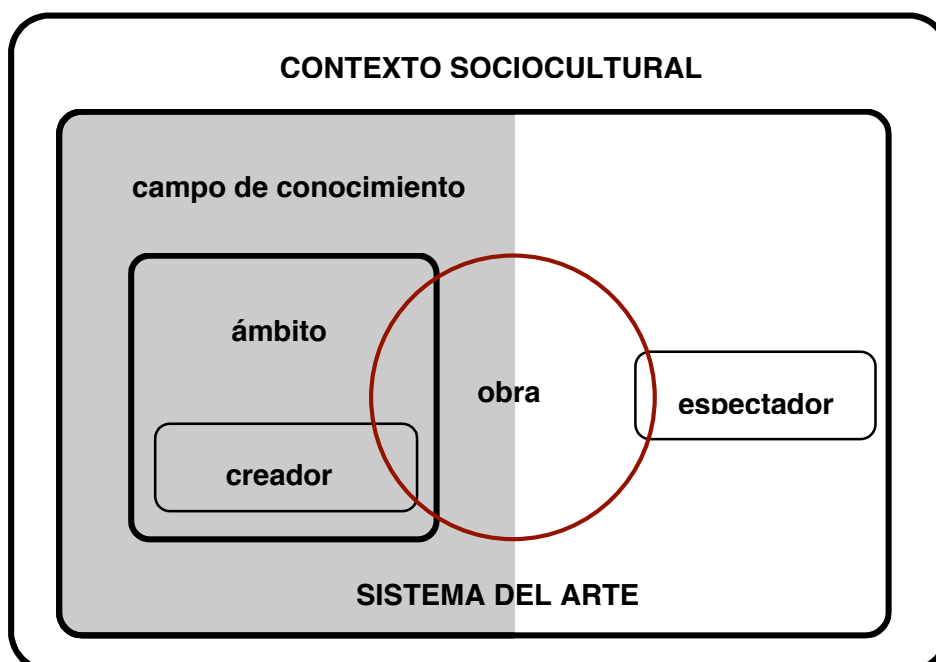 CONTEXTO SOCIOCULTURAL
campo de conocimiento
ámbito
obra
espectador
creador
SISTEMA DEL ARTE